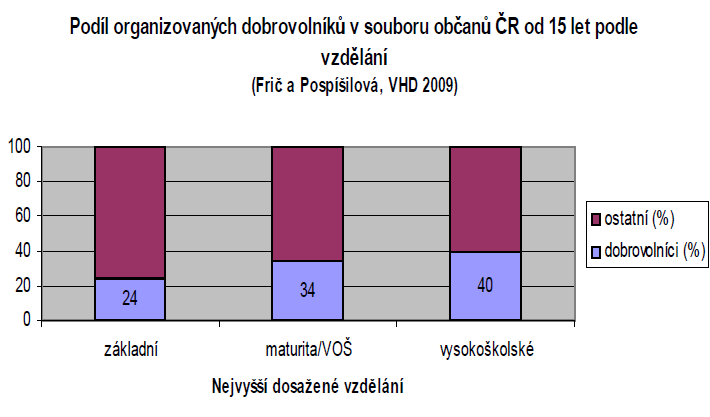 Podíl organizovaných dobrovolníků v souboru občanů ČR od 15 let podle
vzdělání
(Frič a Pospíšilová, VHD 2009)
100
80
60
40
20
0
24
34
40
základní
maturita/VOŠ
vysokoškolské
Nejvyšší dosažené vzdělání
ostatní (%)
dobrovolníci (%)